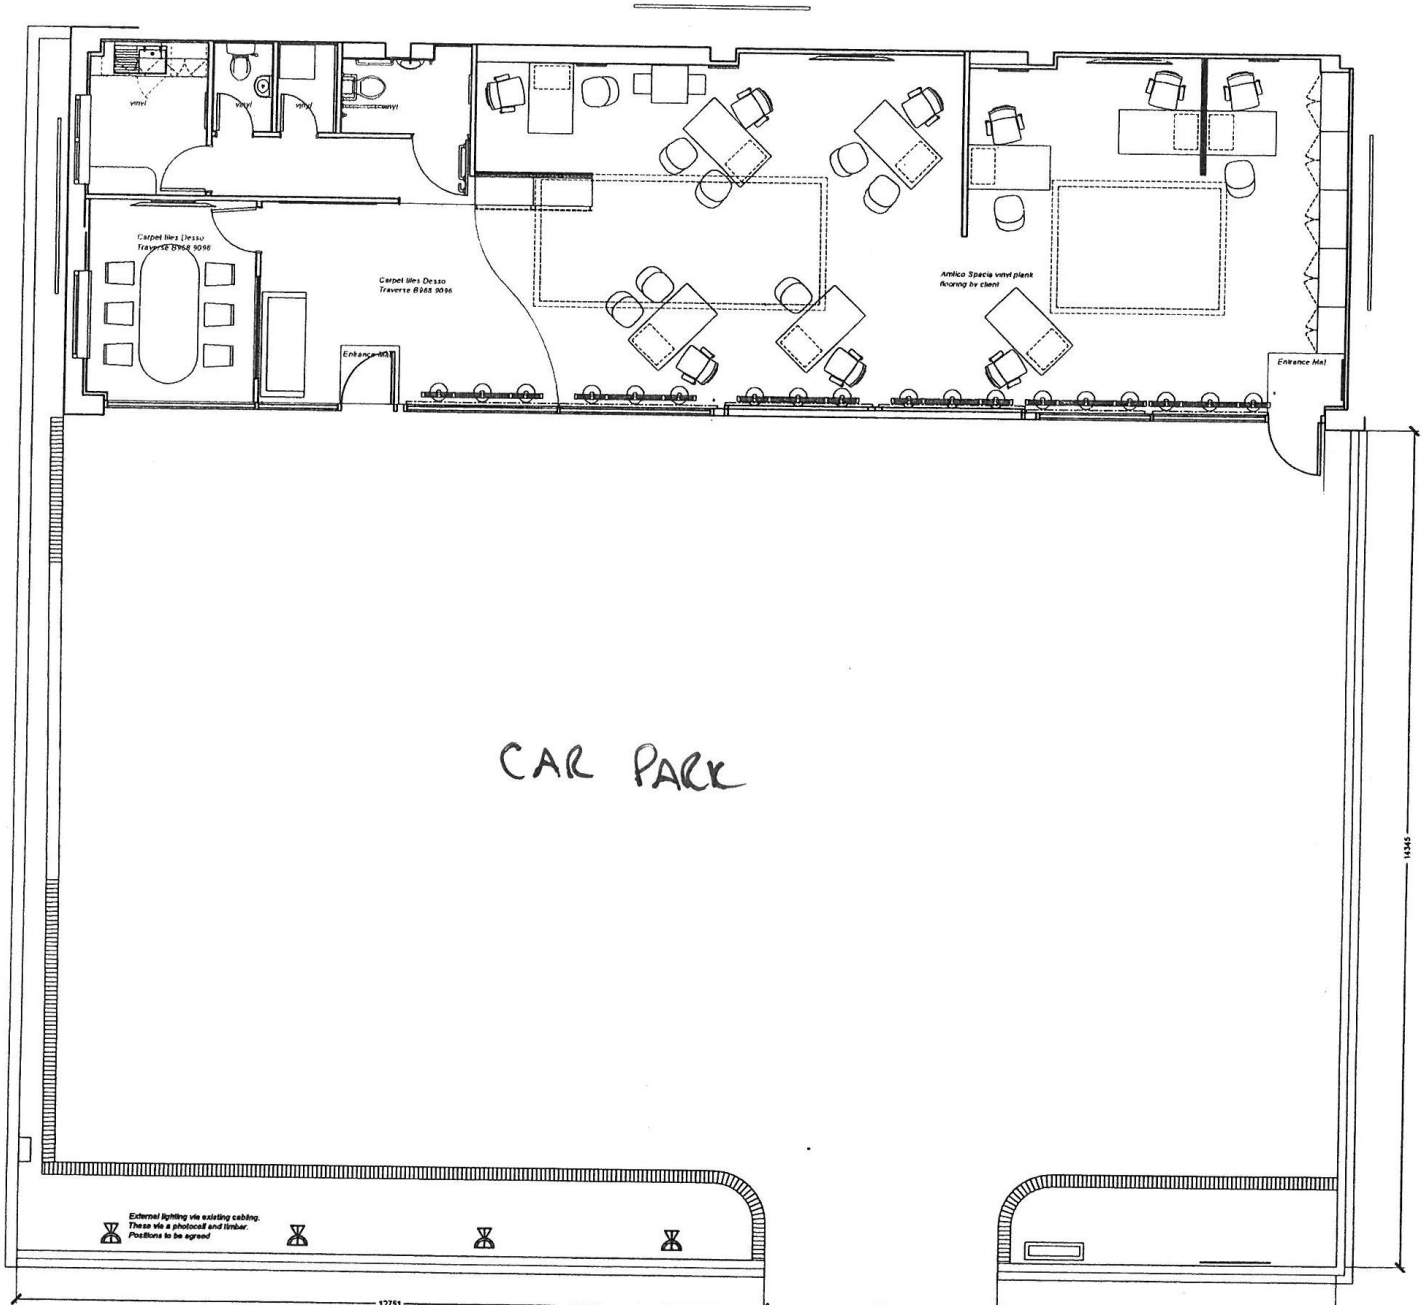 vinyl
vinyl
vinyl
vinyl
Carpet tiles Desso
Traverse B968 9096
Carpet tiles Desso
Traverse B968 9096
Amtico Spacia vinyl plank
flooring by client
Entrance Mat
Entrance Mat
CAR PARK
14345
External lighting via existing cabling.
These via a photocell and timber.
Positions to be agreed
12751